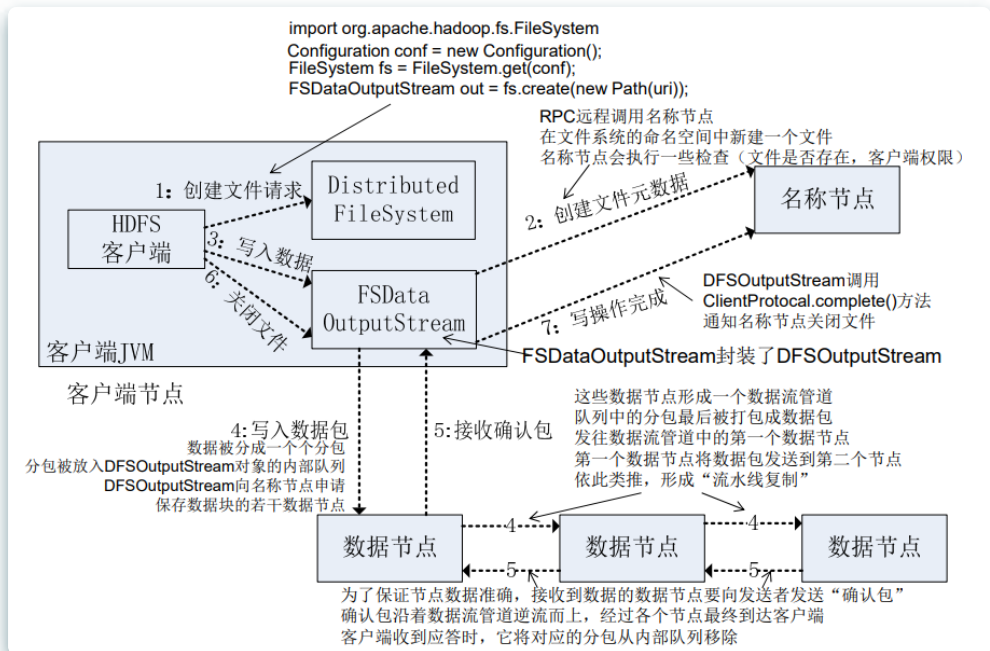 import org.apache.hadoop.fs.FileSystem
Configuration conf = new Configuration();
FileSystem fs = FileSystem.get(conf);
FSDataOutputStream out = fs.create(new Path(uri));
RPC远程调用名称节点
在文件系统的命名空间中新建一个文件
名称节点会执行一些检查（文件是否存在，客户端权限）
1：创建文件请求
Distributed
FileSystem
2：创建文件元数据
名称节点
HDFS
客户端
3：写入数据
6：关闭文件
FSData
OutputStream
7：写操作完成
DFSOutputStream调用
ClientProtocal.complete()方法
通知名称节点关闭文件
客户端JVM
FSDataOutputStream封装了DFSOutputStream
客户端节点
这些数据节点形成一个数据流管道
队列中的分包最后被打包成数据包
发往数据流管道中的第一个数据节点
第一个数据节点将数据包发送到第二个节点
依此类推，形成“流水线复制”
4:写入数据包
5:接收确认包
数据被分成一个个分包
分包被放入DFSOutputStream对象的内部队列
DFSOutputStream向名称节点申请
保存数据块的若干数据节点
数据节点
4
数据节点
4
数据节点
5
5
为了保证节点数据准确，接收到数据的数据节点要向发送者发送“确认包”
确认包沿着数据流管道逆流而上，经过各个节点最终到达客户端
客户端收到应答时，它将对应的分包从内部队列移除